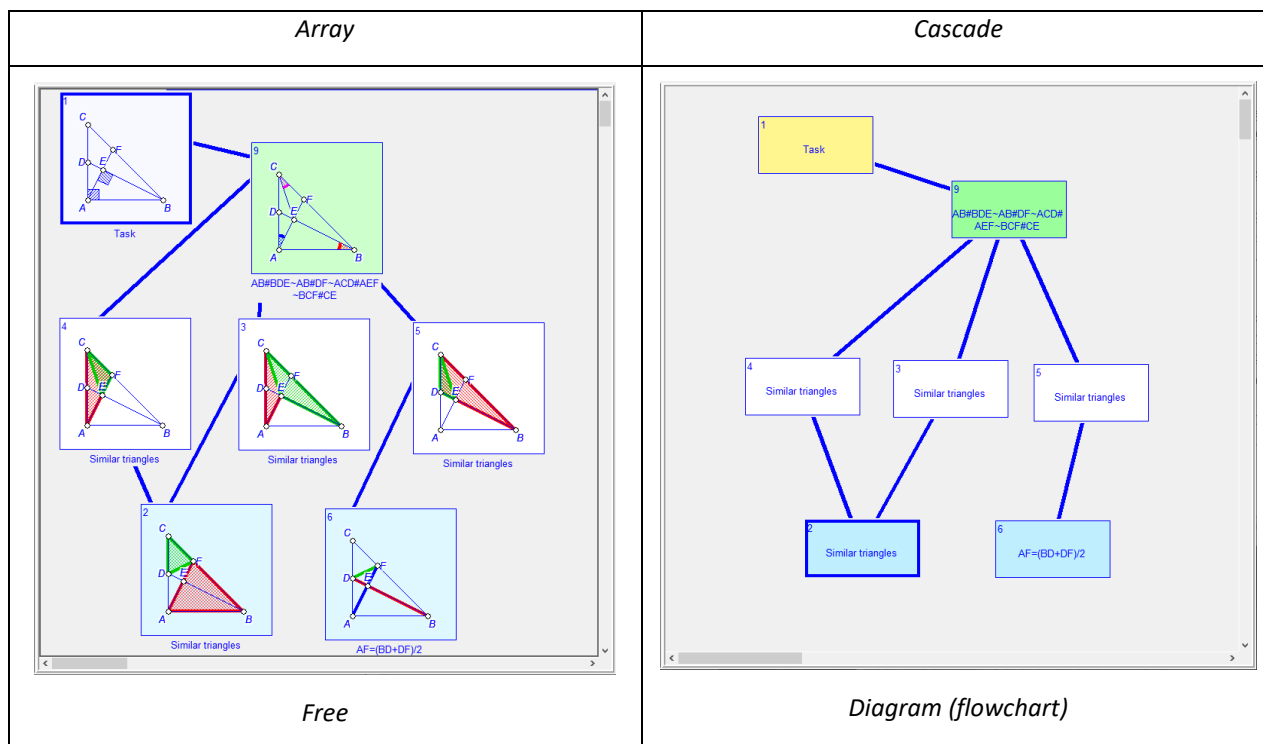 Array
Cascade
1
C
F
D
E
A
B
Task
9
C
F
D
E
A
B
AB#BDE~AB#DF~ACD#AEF
~BCF#CE
4
C
F
D
E
A
B
Similar triangles
3
C
F
D
E
A
B
Similar triangles
5
C
F
D
E
A
B
Similar triangles
2
C
F
D
E
A
B
Similar triangles
6
C
F
D
E
A
B
AF=(BD+DF)/2
Free
1
Task
9
AB#BDE~AB#DF~ACD#
AEF~BCF#CE
4
Similar triangles
3
Similar triangles
5
Similar triangles
2
Similar triangles
6
AF=(BD+DF)/2
Diagram (flowchart)